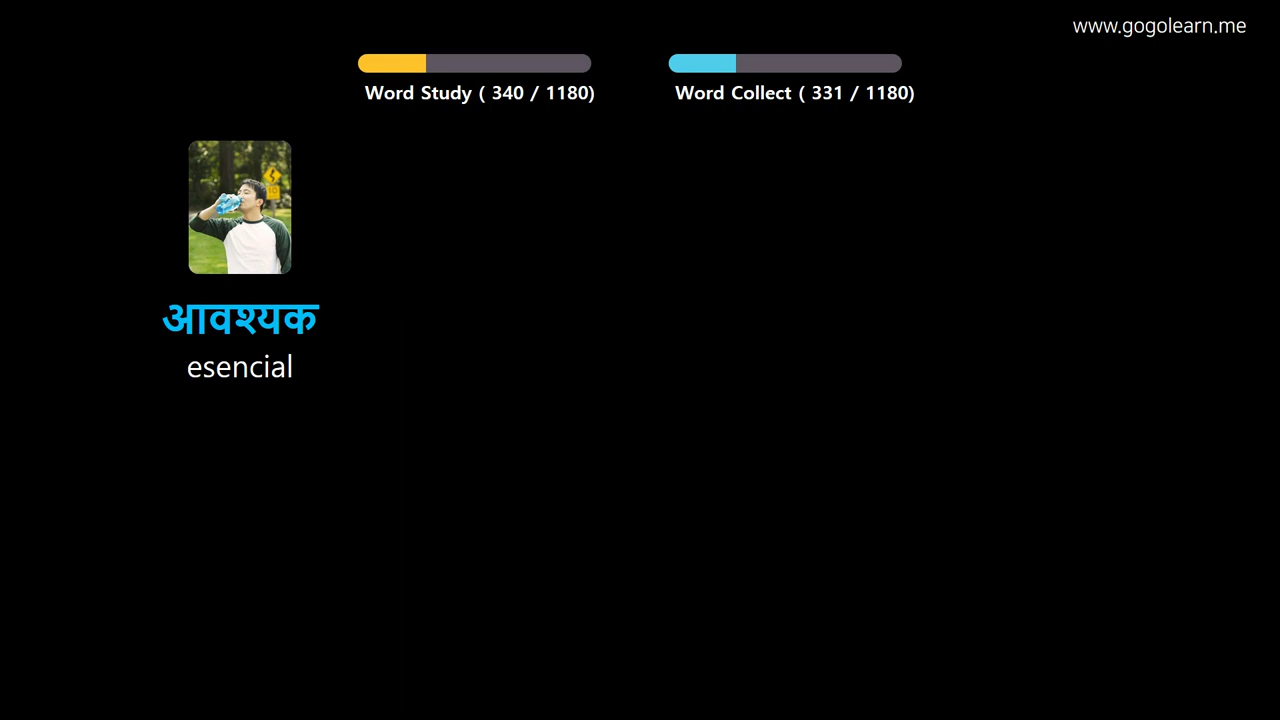 www.gogolearn.me
Word Study ( 340 / 1180)
Word Collect ( 331 / 1180)
आवश्यक
esencial